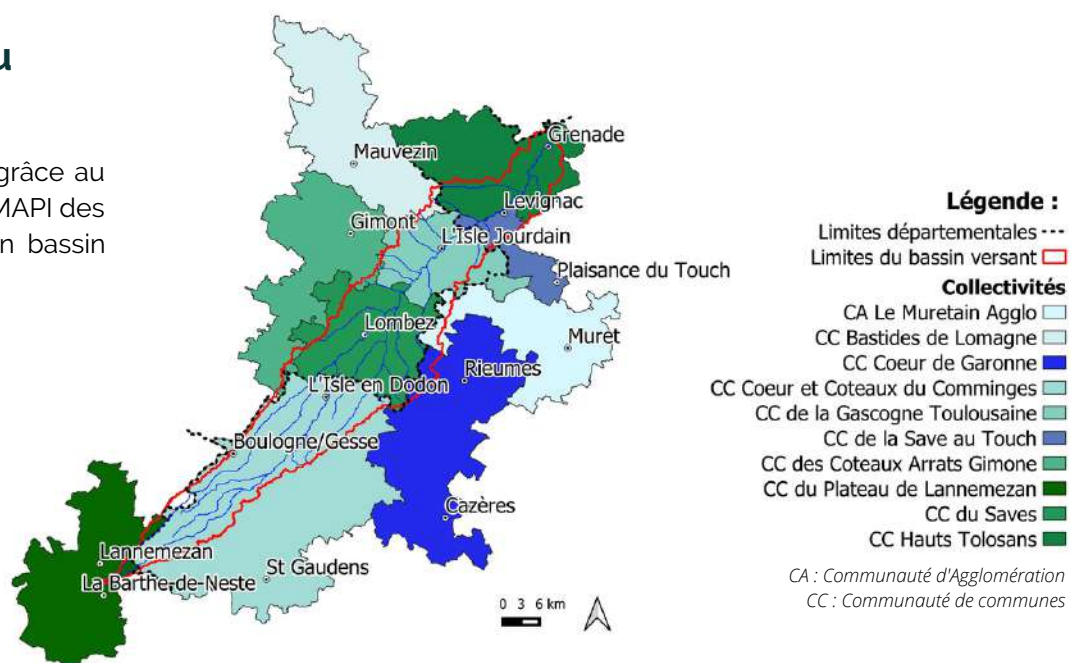 u
grâce au
MAPI des
n bassin
Mauvezin
Grenade
Levignac
Gimont
L'Isle Jourdain
Plaisance du Touch
Lombez
Muret
Rieumes
L'Isle en Dodon
Boulogne/Gesse
Cazères
Lannemezan
St Gaudens
La Barthe-de-Neste
0 3 6 km
Légende :
Limites départementales
Limites du bassin versant
Collectivités
CA Le Muretain Agglo
CC Bastides de Lomagne
CC Coeur de Garonne
CC Coeur et Coteaux du Comminges
CC de la Gascogne Toulousaine
CC de la Save au Touch
CC des Coteaux Arrats Gimone
CC du Plateau de Lannemezan
CC du Saves
CC Hauts Tolosans
CA : Communauté d'Agglomération
CC : Communauté de communes